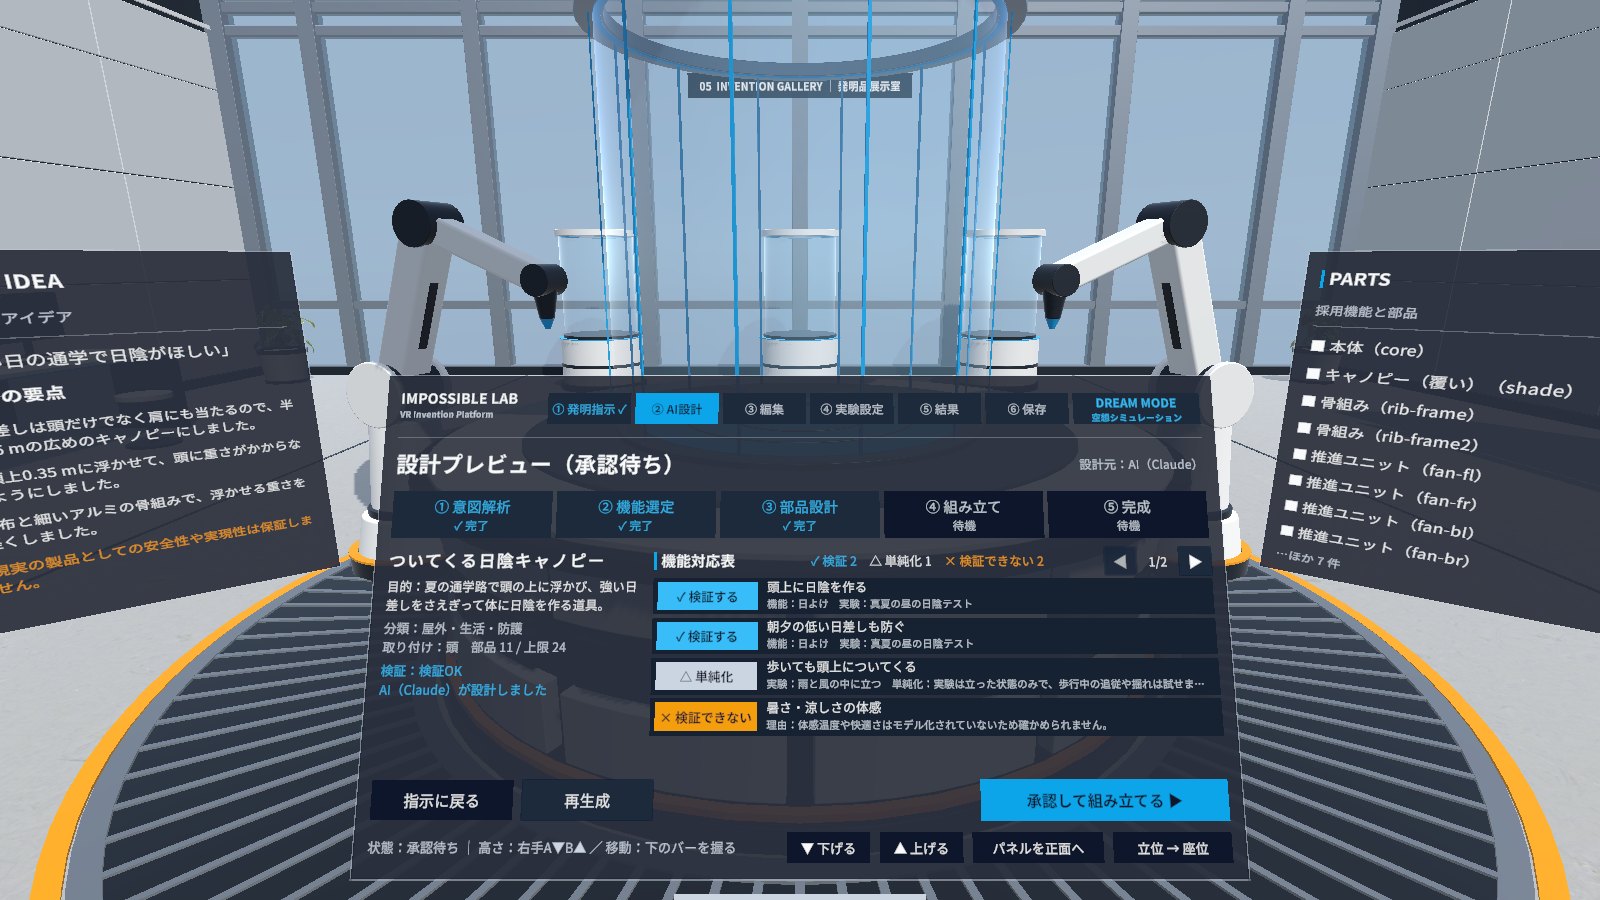 05 INVENTION GALLERY | 発明品展示室
IDEA
アイデア
日の通学で日陰がほしい」
の要点
差しは頭だけでなく肩にも当たるので、半
5 mの広めのキャノピーにしました。
上0.35 mに浮かせて、頭に重さがかからな
ようにしました。
布と細いアルミの骨組みで、浮かせる重さを
くしました。
現実の製品としての安全性や実現性は保証しま
せん。
IMPOSSIBLE LAB
VR Invention Platform
① 発明指示 ✓
② AI設計
③ 編集
④ 実験設定
⑤ 結果
⑥ 保存
DREAM MODE
空想シミュレーション
設計プレビュー（承認待ち）
設計元：AI（Claude）
① 意図解析
✓ 完了
② 機能選定
✓ 完了
③ 部品設計
✓ 完了
④ 組み立て
待機
⑤ 完成
待機
ついてくる日陰キャノピー
目的：夏の通学路で頭の上に浮かび、強い日
差しをさえぎって体に日陰を作る道具。
分類：屋外・生活・防護
取り付け：頭 部品 11 / 上限 24
検証：検証OK
AI（Claude）が設計しました
機能対応表
✓ 検証 2 △ 単純化 1 × 検証できない 2
◀ 1/2 ▶
✓ 検証する
頭上に日陰を作る
機能：日よけ 実験：真夏の昼の日陰テスト
✓ 検証する
朝夕の低い日差しも防ぐ
機能：日よけ 実験：真夏の昼の日陰テスト
△ 単純化
歩いても頭上についてくる
実験：雨と風の中に立つ 単純化：実験は立った状態のみで、歩行中の追従や揺れは試せま…
× 検証できない
暑さ・涼しさの体感
理由：体感温度や快適さはモデル化されていないため確かめられません。
指示に戻る
再生成
承認して組み立てる ▶
状態：承認待ち | 高さ：右手A▼B▲ ／ 移動：下のバーを握る
▼ 下げる
▲ 上げる
パネルを正面へ
立位 → 座位
PARTS
採用機能と部品
本体（core）
キャノピー（覆い）（shade）
骨組み（rib-frame）
骨組み（rib-frame2）
推進ユニット（fan-fl）
推進ユニット（fan-fr）
推進ユニット（fan-bl）
推進ユニット（fan-br）
…ほか 7 件